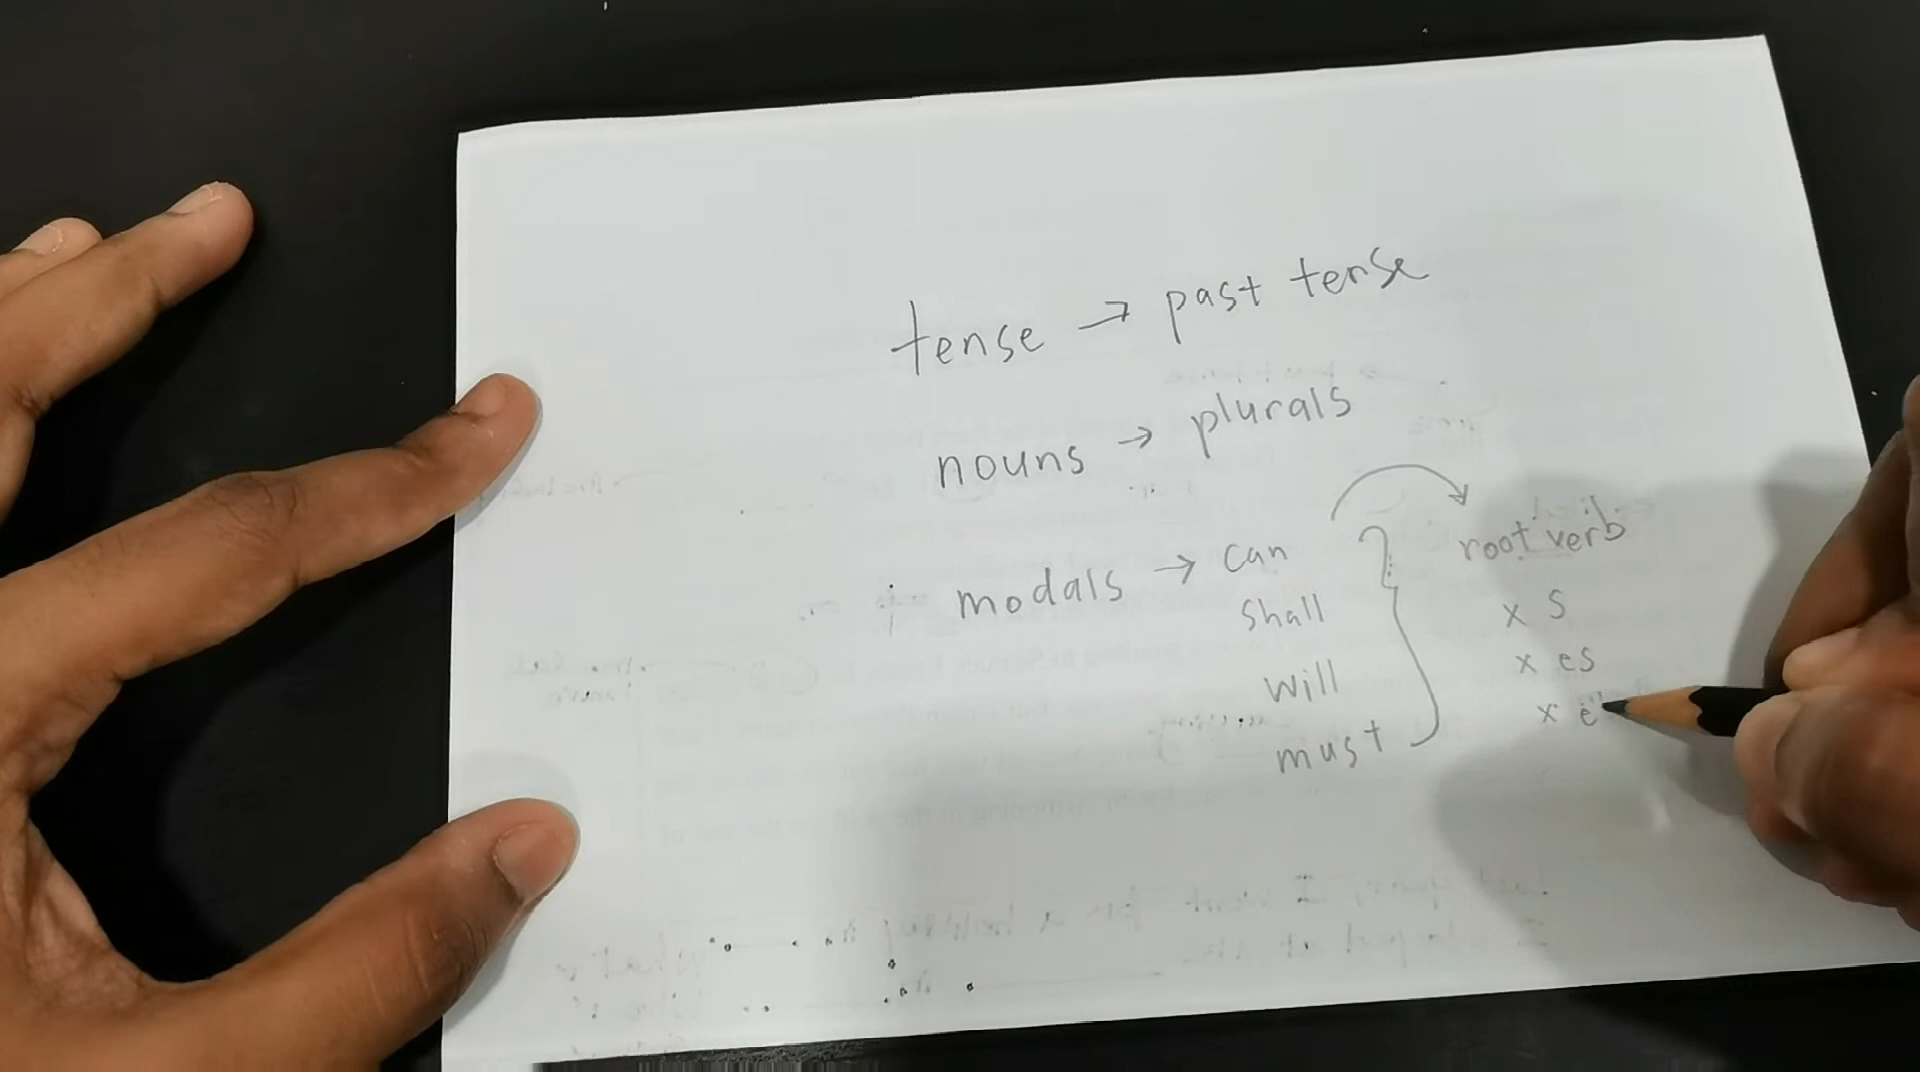 tense → past tense
nouns → plurals
modals → can root verb
shall x s
will x es
must x e